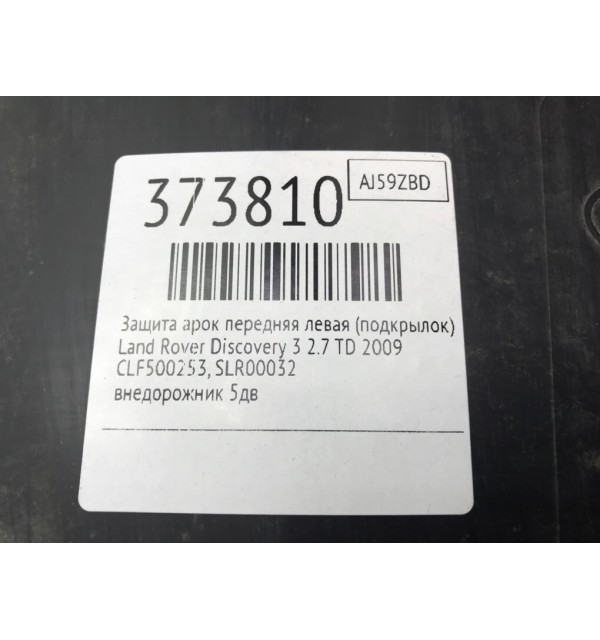 373810
AJ59ZBD
Защита арок передняя левая (подкрылок)
Land Rover Discovery 3 2.7 TD 2009
CLF500253, SLR00032
внедорожник 5дв